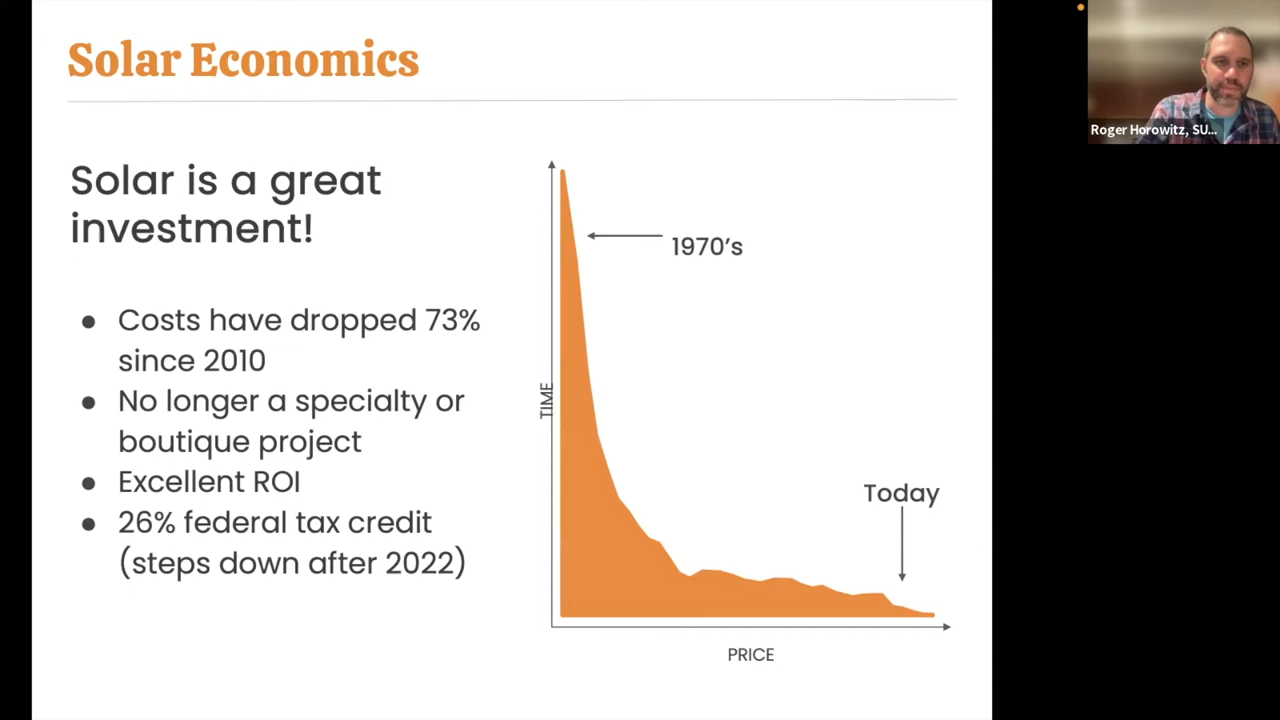 Solar Economics
Solar is a great
investment!
● Costs have dropped 73%
since 2010
● No longer a specialty or
boutique project
● Excellent ROI
● 26% federal tax credit
(steps down after 2022)
1970's
TIME
Today
PRICE
Roger Horowitz, SU...